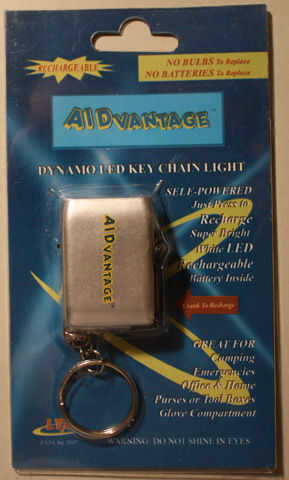 RECHARGEABLE
NO BULBS To Replace
NO BATTERIES To Replace
AIDVANTAGE™
DYNAMO LED KEY CHAIN LIGHT
SELF-POWERED
Just Press to
Recharge
Super Bright
White LED
Rechargeable
Battery Inside
AIDVANTAGE™
Crank To Recharge
GREAT FOR
Camping
Emergencies
Office & Home
Purses or Tool Boxes
Glove Compartment
WARNING: DO NOT SHINE IN EYES